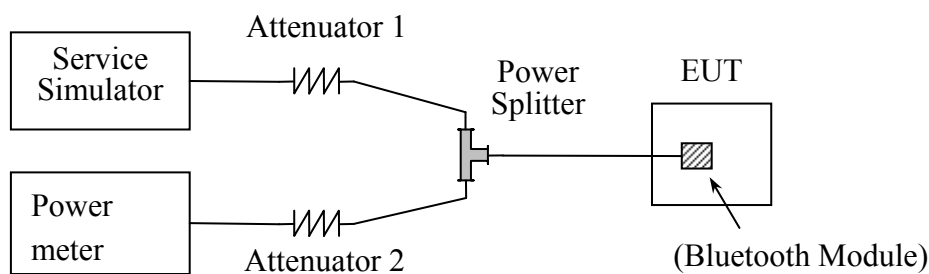 Attenuator 1
Service
Simulator
Power
Splitter
EUT
Power
meter
Attenuator 2
(Bluetooth Module)